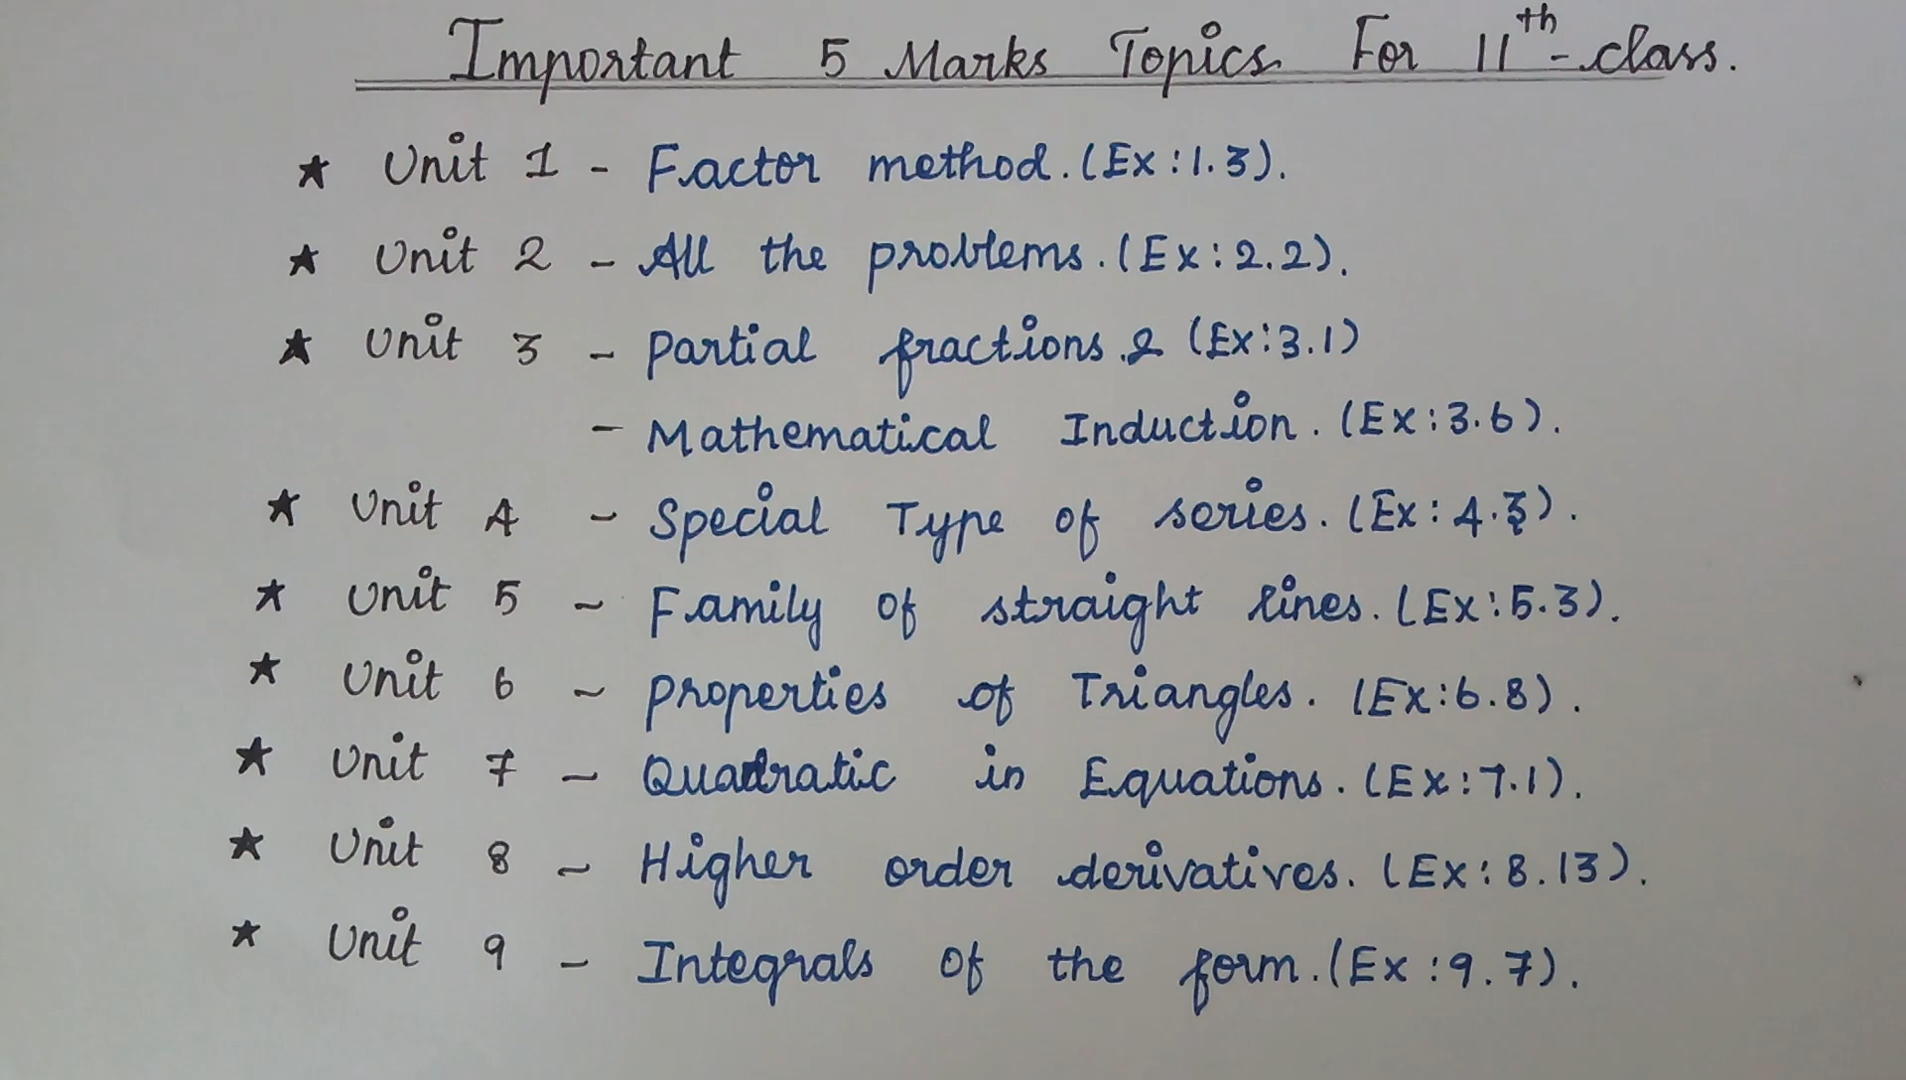 Important 5 Marks Topics For 11th - class.
★ Unit 1 - Factor method. (Ex: 1.3).
★ Unit 2 - All the problems. (Ex: 2.2).
★ Unit 3 - Partial fractions. 2 (Ex: 3.1)
- Mathematical Induction. (Ex: 3.6).
★ Unit 4 - Special Type of series. (Ex: 4.3).
★ Unit 5 - Family of straight lines. (Ex: 5.3).
★ Unit 6 - Properties of Triangles. (Ex: 6.8).
★ Unit 7 - Quadratic in Equations. (Ex: 7.1).
★ Unit 8 - Higher order derivatives. (Ex: 8.13).
★ Unit 9 - Integrals of the form. (Ex: 9.7).